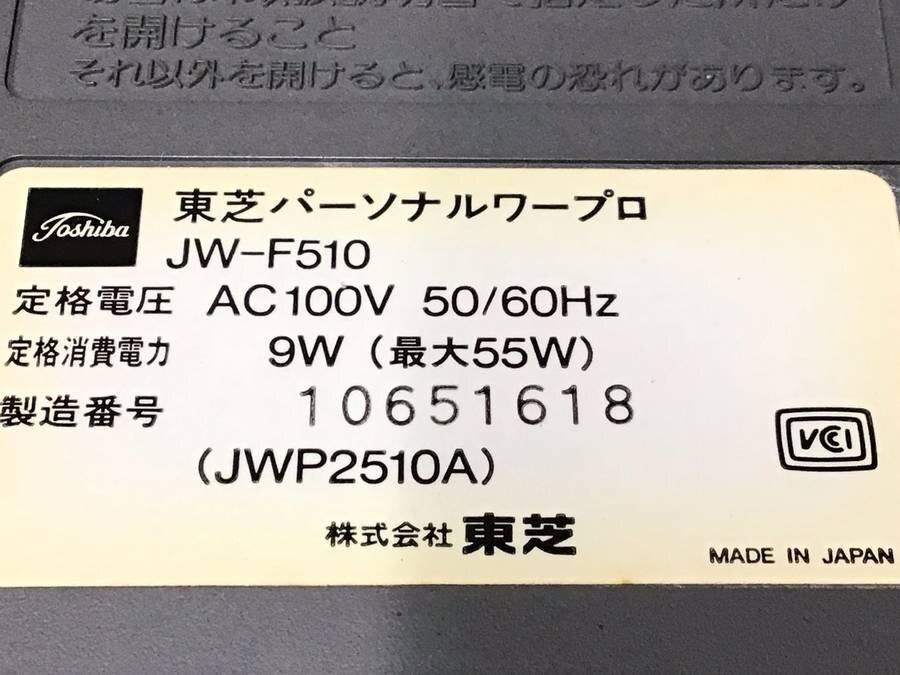 を開けること
それ以外を開けると、感電の恐れがあります。
Toshiba 東芝パーソナルワープロ
JW-F510
定格電圧 AC100V 50/60Hz
定格消費電力 9W (最大55W)
製造番号 10651618
(JWP2510A)
VCCI
株式会社 東芝
MADE IN JAPAN